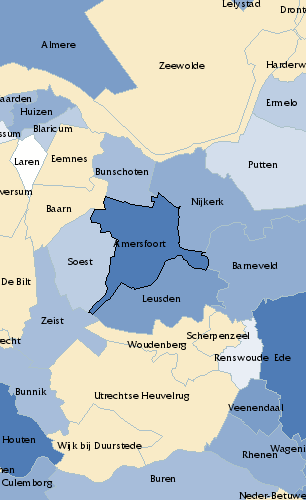 Lelystad
Dront
Almere
Zeewolde
Harderw
aarden
Huizen
Ermelo
ssum
Blaricum
Laren
Eemnes
Putten
Bunschoten
versum
Nijkerk
Baarn
Amersfoort
Soest
Barneveld
De Bilt
Leusden
Zeist
Scherpenzeel
echt
Woudenberg
Renswoude
Ede
Bunnik
Utrechtse Heuvelrug
Veenendaal
Houten
Wijk bij Duurstede
Wageni
Rhenen
nen
Culemborg
Buren
Neder-Betuwe